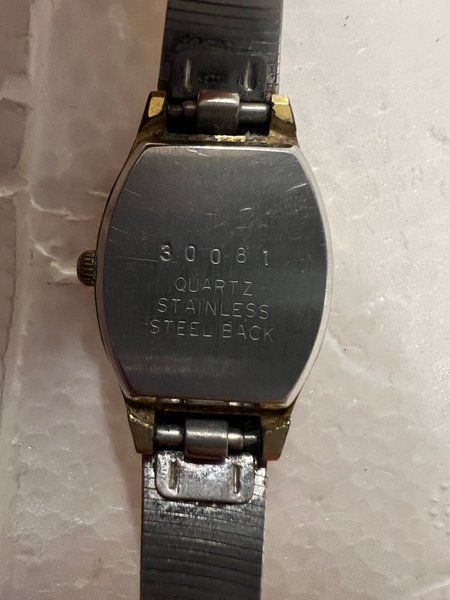 30081
QUARTZ
STAINLESS
STEEL BACK